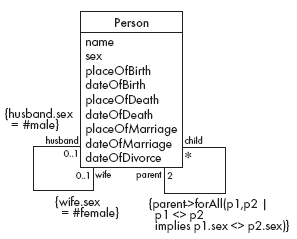 Person
name
sex
placeOfBirth
dateOfBirth
placeOfDeath
dateOfDeath
placeOfMarriage
dateOfMarriage
dateOfDivorce
{husband.sex
= #male}
husband
0..1
0..1 wife
{wife.sex
= #female}
child
*
parent 2
{parent->forAll(p1,p2 |
p1 <> p2
implies p1.sex <> p2.sex)}